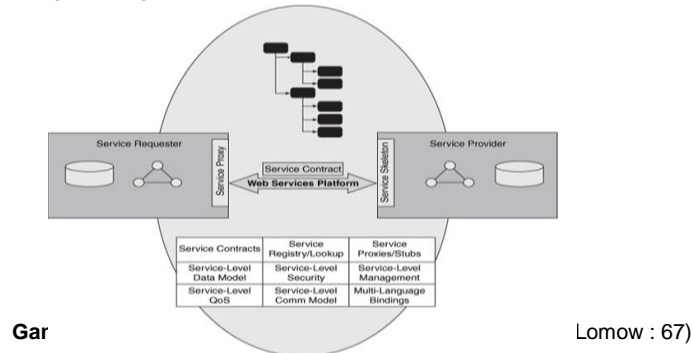 Service Requester
Service Proxy
Service Contract
Web Services Platform
Service Skeleton
Service Provider
Service Contracts
Service Registry/Lookup
Service Proxies/Stubs
Service-Level Data Model
Service-Level Security
Service-Level Management
Service-Level QoS
Service-Level Comm Model
Multi-Language Bindings
Gar Lomow : 67)